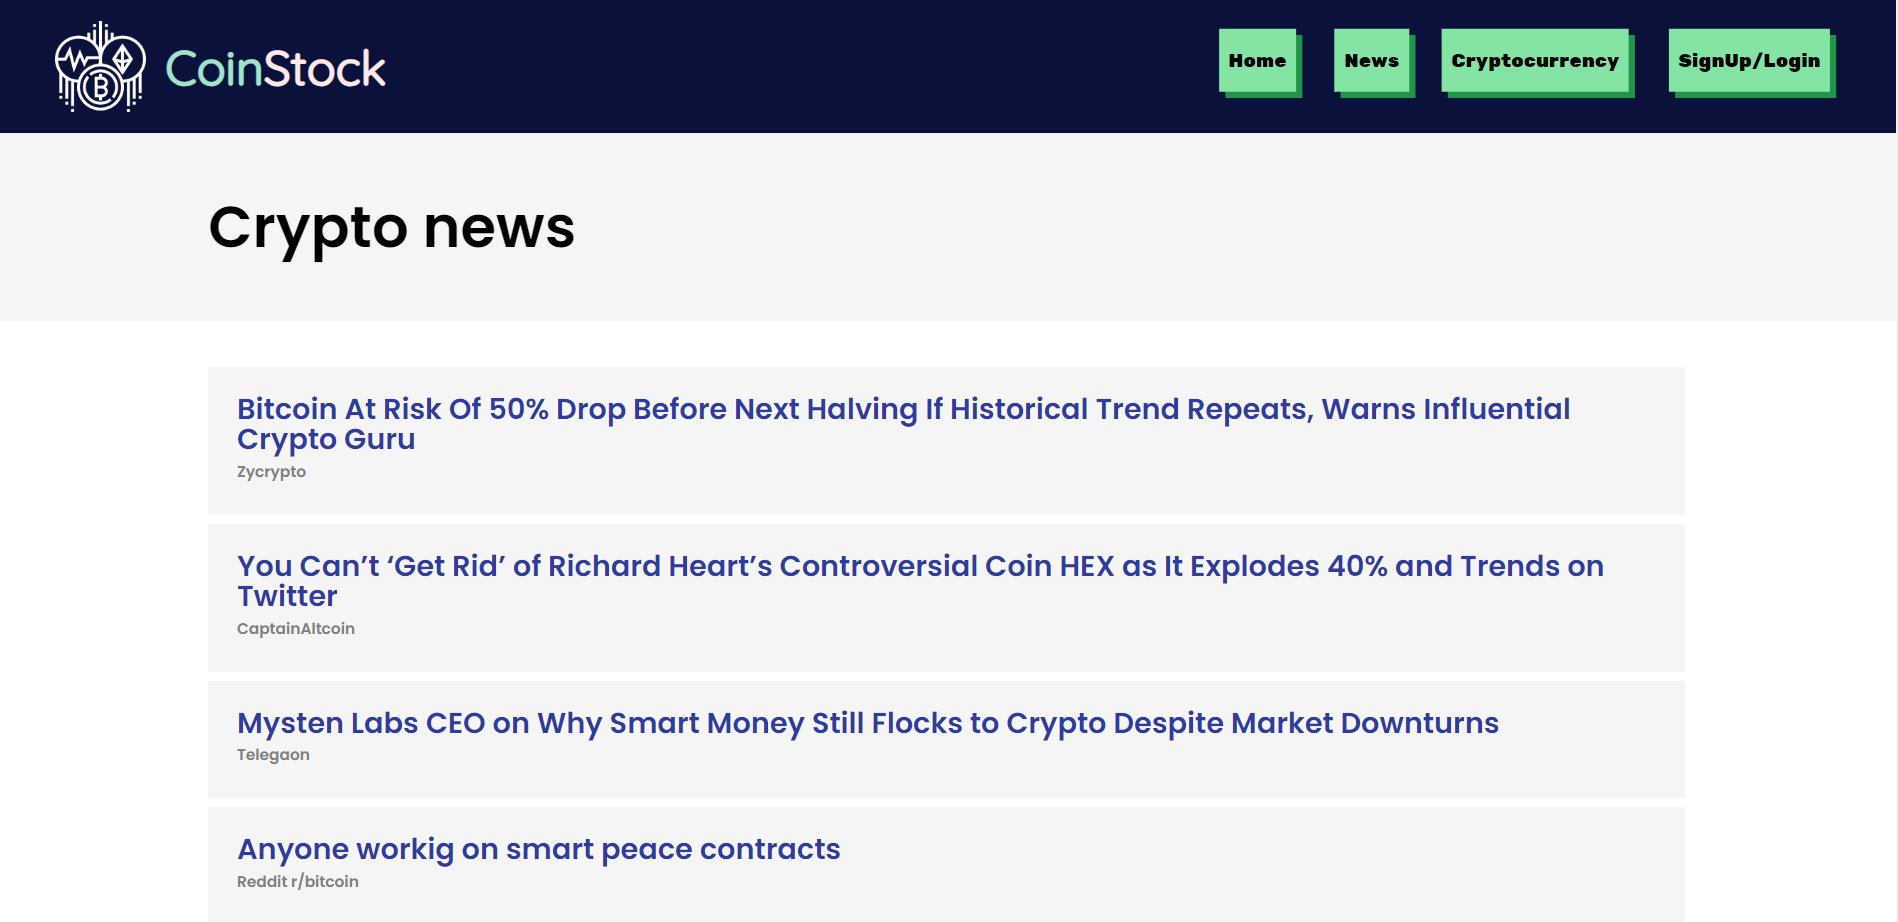 CoinStock
Home
News
Cryptocurrency
SignUp/Login
Crypto news
Bitcoin At Risk Of 50% Drop Before Next Halving If Historical Trend Repeats, Warns Influential
Crypto Guru
Zycrypto
You Can’t ‘Get Rid’ of Richard Heart’s Controversial Coin HEX as It Explodes 40% and Trends on
Twitter
CaptainAltcoin
Mysten Labs CEO on Why Smart Money Still Flocks to Crypto Despite Market Downturns
Telegaon
Anyone workig on smart peace contracts
Reddit r/bitcoin